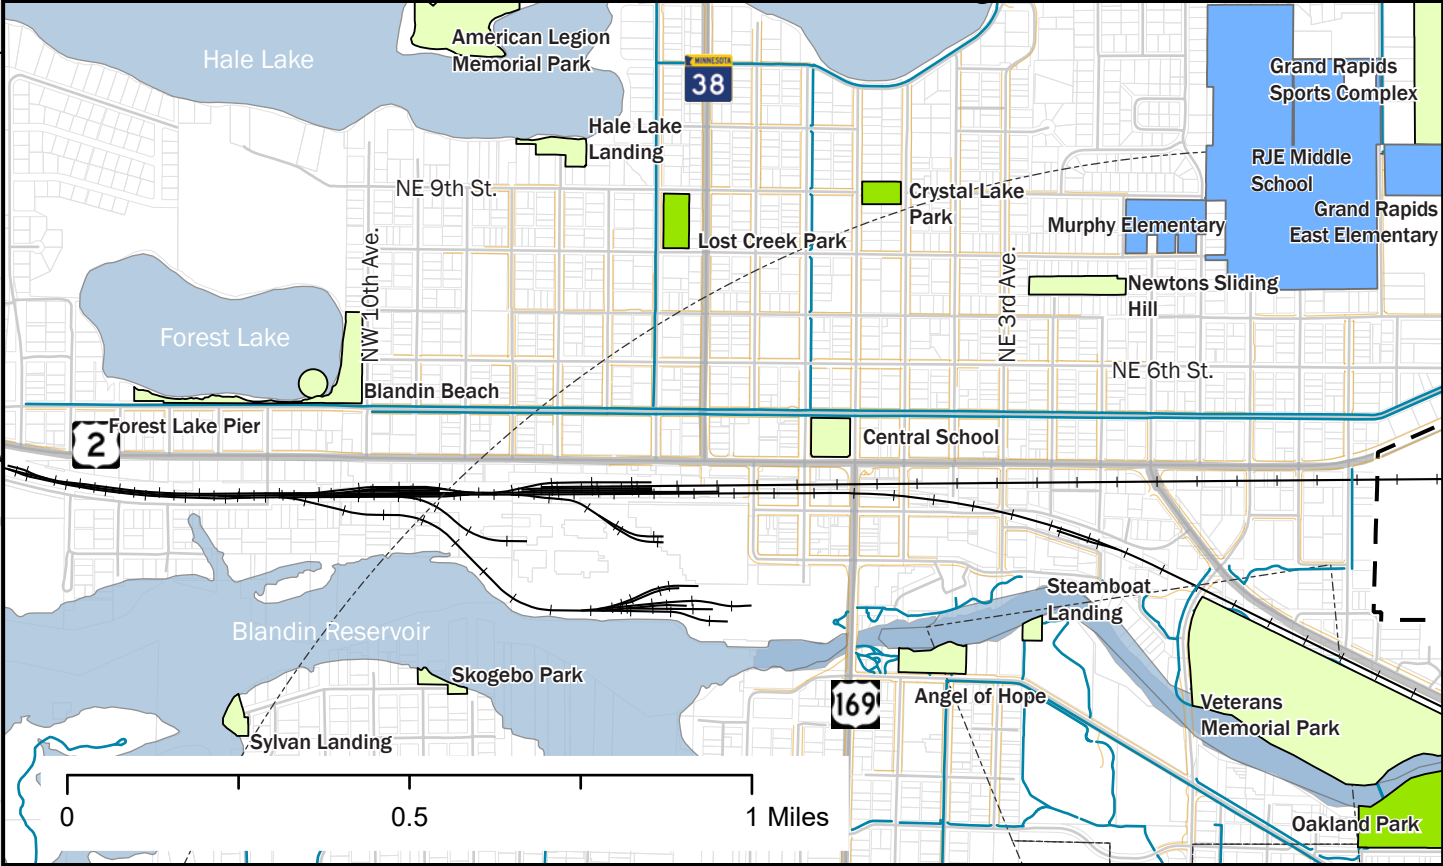 Hale Lake
American Legion
Memorial Park
MINNESOTA
38
Grand Rapids
Sports Complex
Hale Lake
Landing
RJE Middle
School
NE 9th St.
Crystal Lake
Park
Murphy Elementary
Grand Rapids
East Elementary
Lost Creek Park
NW 10th Ave.
NE 3rd Ave.
Newtons Sliding
Hill
Forest Lake
NE 6th St.
Blandin Beach
Forest Lake Pier
2
Central School
Steamboat
Landing
Blandin Reservoir
Skogebo Park
169
Angel of Hope
Veterans
Memorial Park
Sylvan Landing
0 0.5 1 Miles
Oakland Park